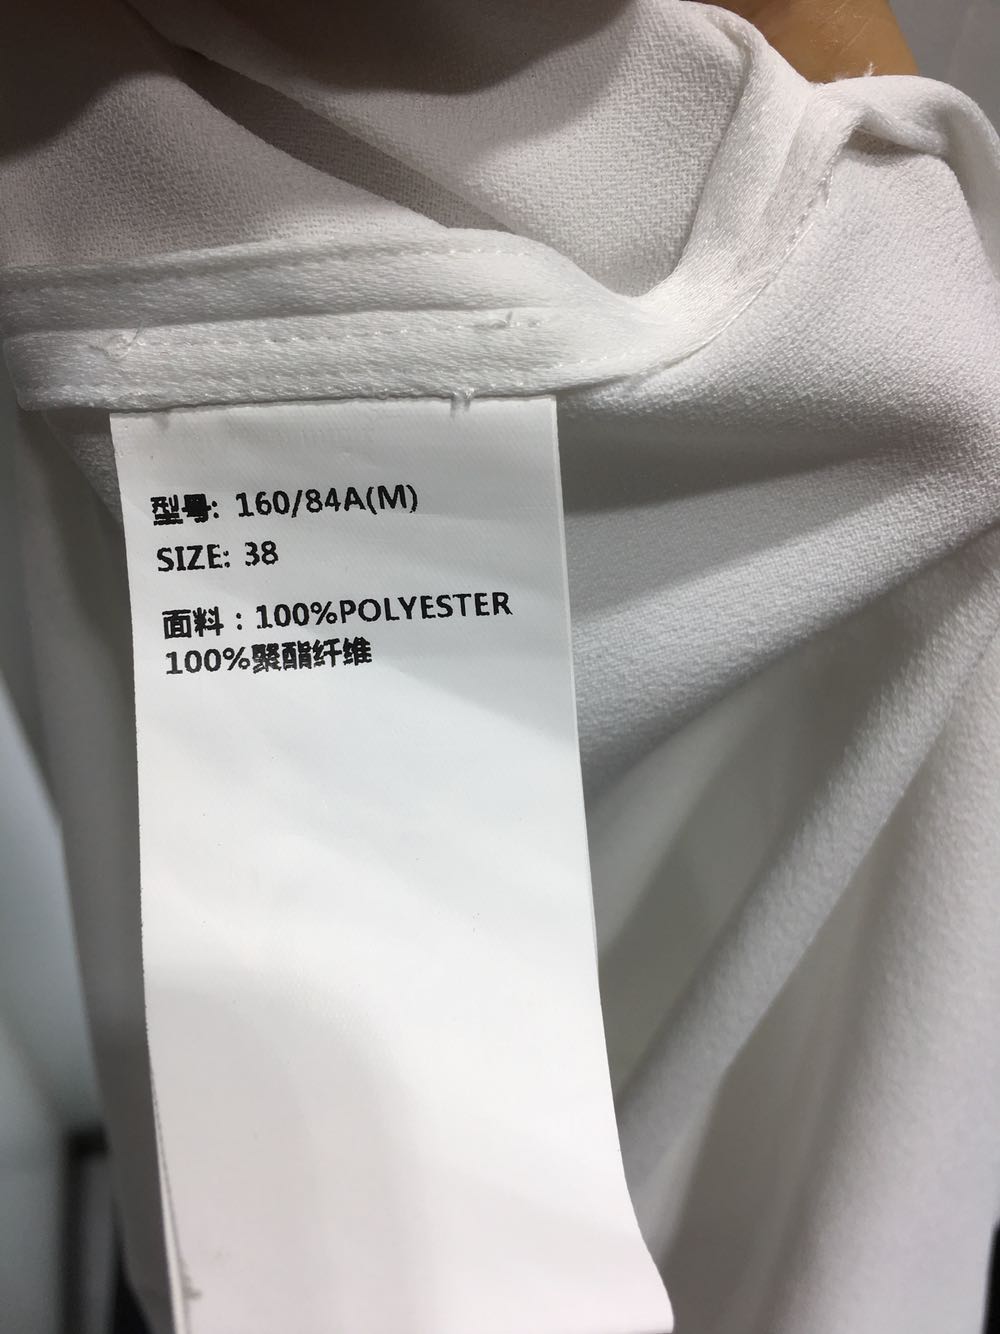 型号: 160/84A(M)
SIZE: 38
面料：100%POLYESTER
100%聚酯纤维